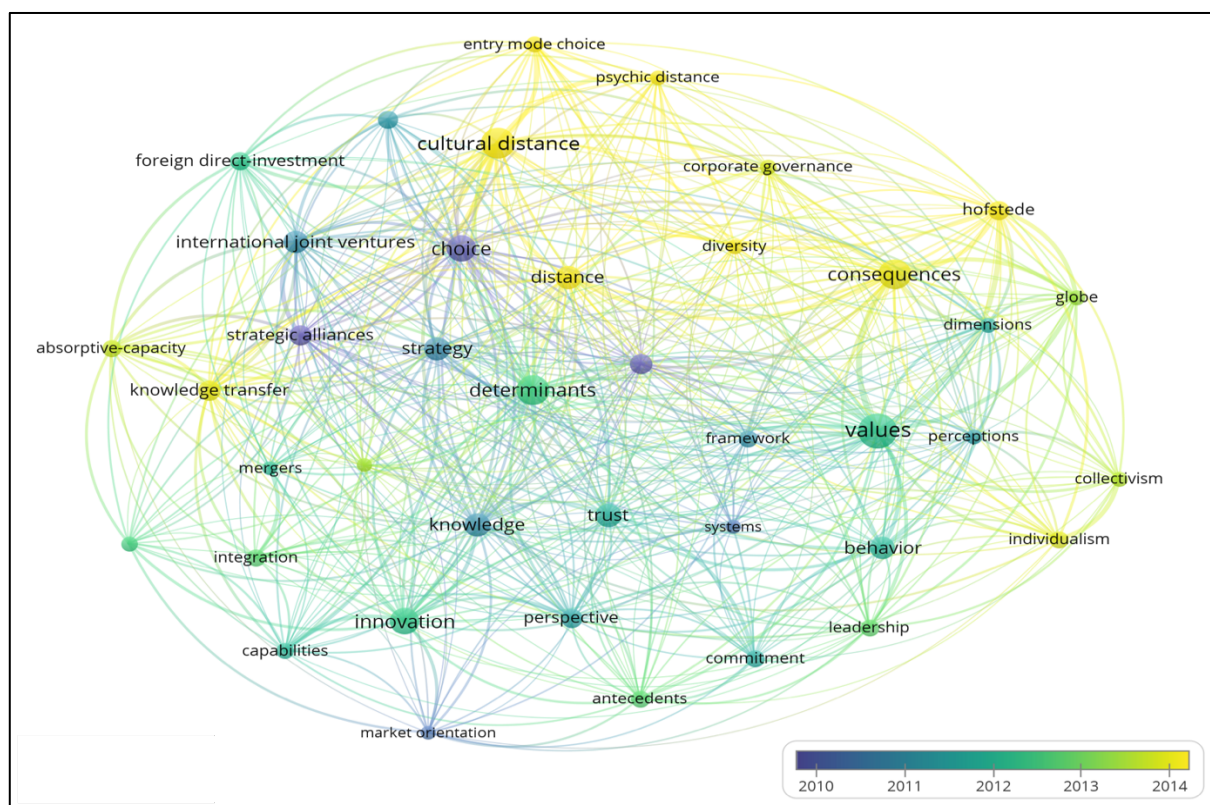 entry mode choice
psychic distance
cultural distance
foreign direct-investment
corporate governance
hofstede
international joint ventures
choice
diversity
distance
consequences
globe
dimensions
strategic alliances
absorptive-capacity
strategy
knowledge transfer
determinants
values
framework
perceptions
mergers
collectivism
knowledge
trust
systems
individualism
integration
behavior
innovation
perspective
leadership
capabilities
commitment
antecedents
market orientation
2010 2011 2012 2013 2014